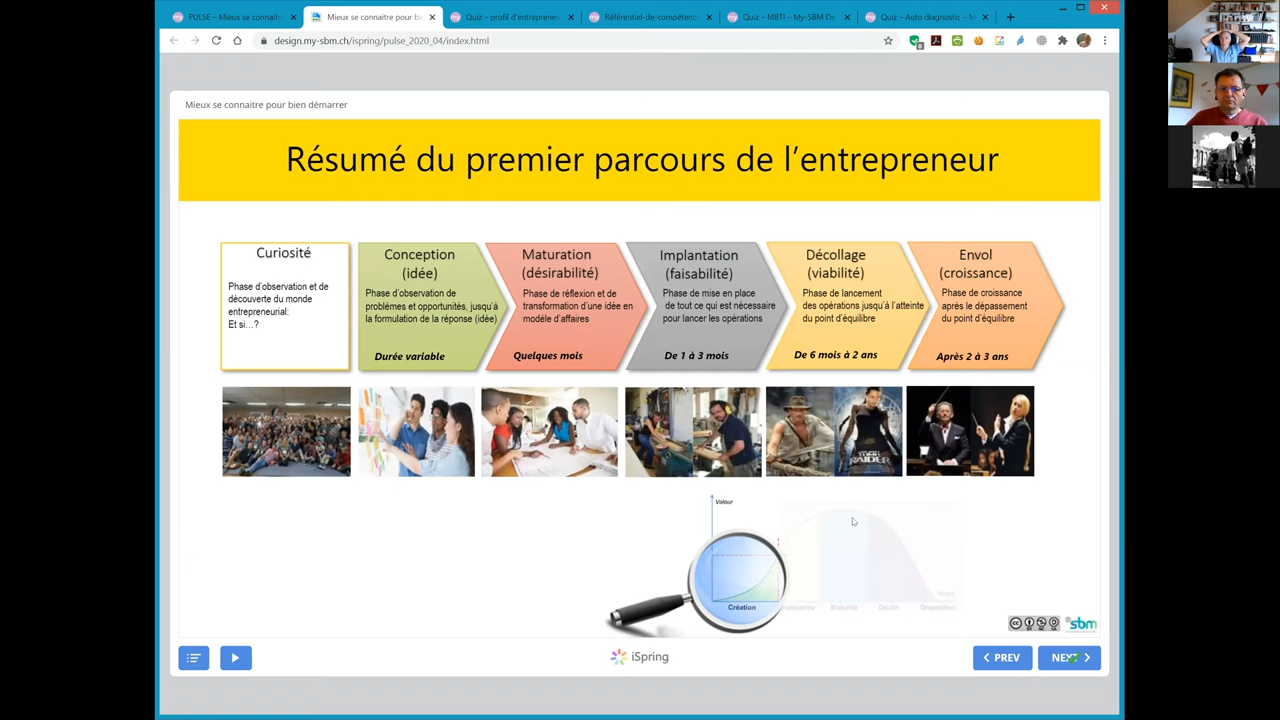 PULSE – Mieux se connaitr
Mieux se connaitre pour bi
Quiz – profil d'entrepreneu
Référentiel-de-compétenc
Quiz – MBTI – My-SBM De
Quiz – Auto diagnostic –
design.my-sbm.ch/ispring/pulse_2020_04/index.html
Mieux se connaitre pour bien démarrer
Résumé du premier parcours de l'entrepreneur
Curiosité
Phase d'observation et de
découverte du monde
entrepreneurial:
Et si...?
Conception
(idée)
Phase d'observation de
problèmes et opportunités, jusqu'à
la formulation de la réponse (idée)
Durée variable
Maturation
(désirabilité)
Phase de réflexion et de
transformation d'une idée en
modèle d'affaires
Quelques mois
Implantation
(faisabilité)
Phase de mise en place
de tout ce qui est nécessaire
pour lancer les opérations
De 1 à 3 mois
Décollage
(viabilité)
Phase de lancement
des opérations jusqu'à l'atteinte
du point d'équilibre
De 6 mois à 2 ans
Envol
(croissance)
Phase de croissance
après le dépassement
du point d'équilibre
Après 2 à 3 ans
TOMB RAIDER
Valeur
Création
Maturité
Déclin
Disparition
Temps
sbm
iSpring
PREV
NEXT